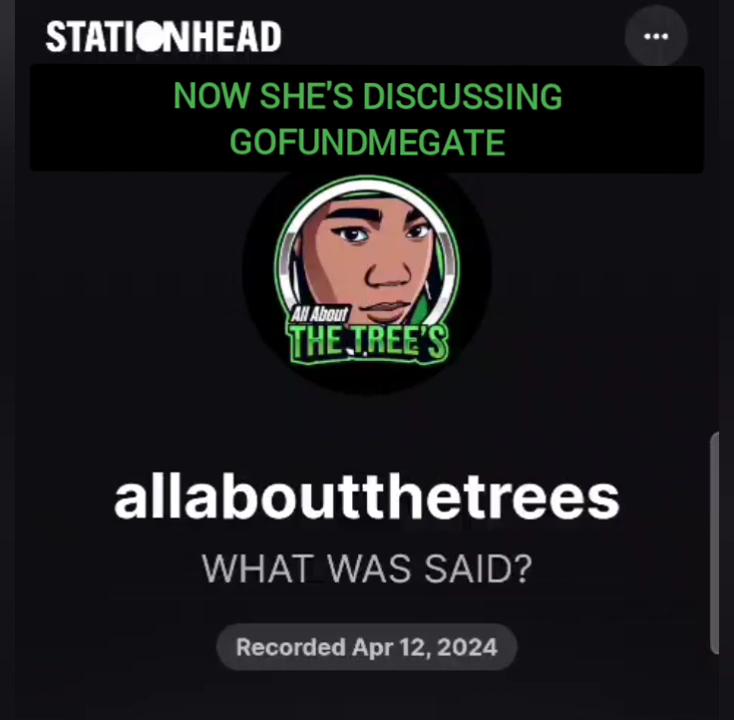 STATIONHEAD
NOW SHE'S DISCUSSING
GOFUNDMEGATE
All About
THE TREE'S
allaboutthetrees
WHAT WAS SAID?
Recorded Apr 12, 2024